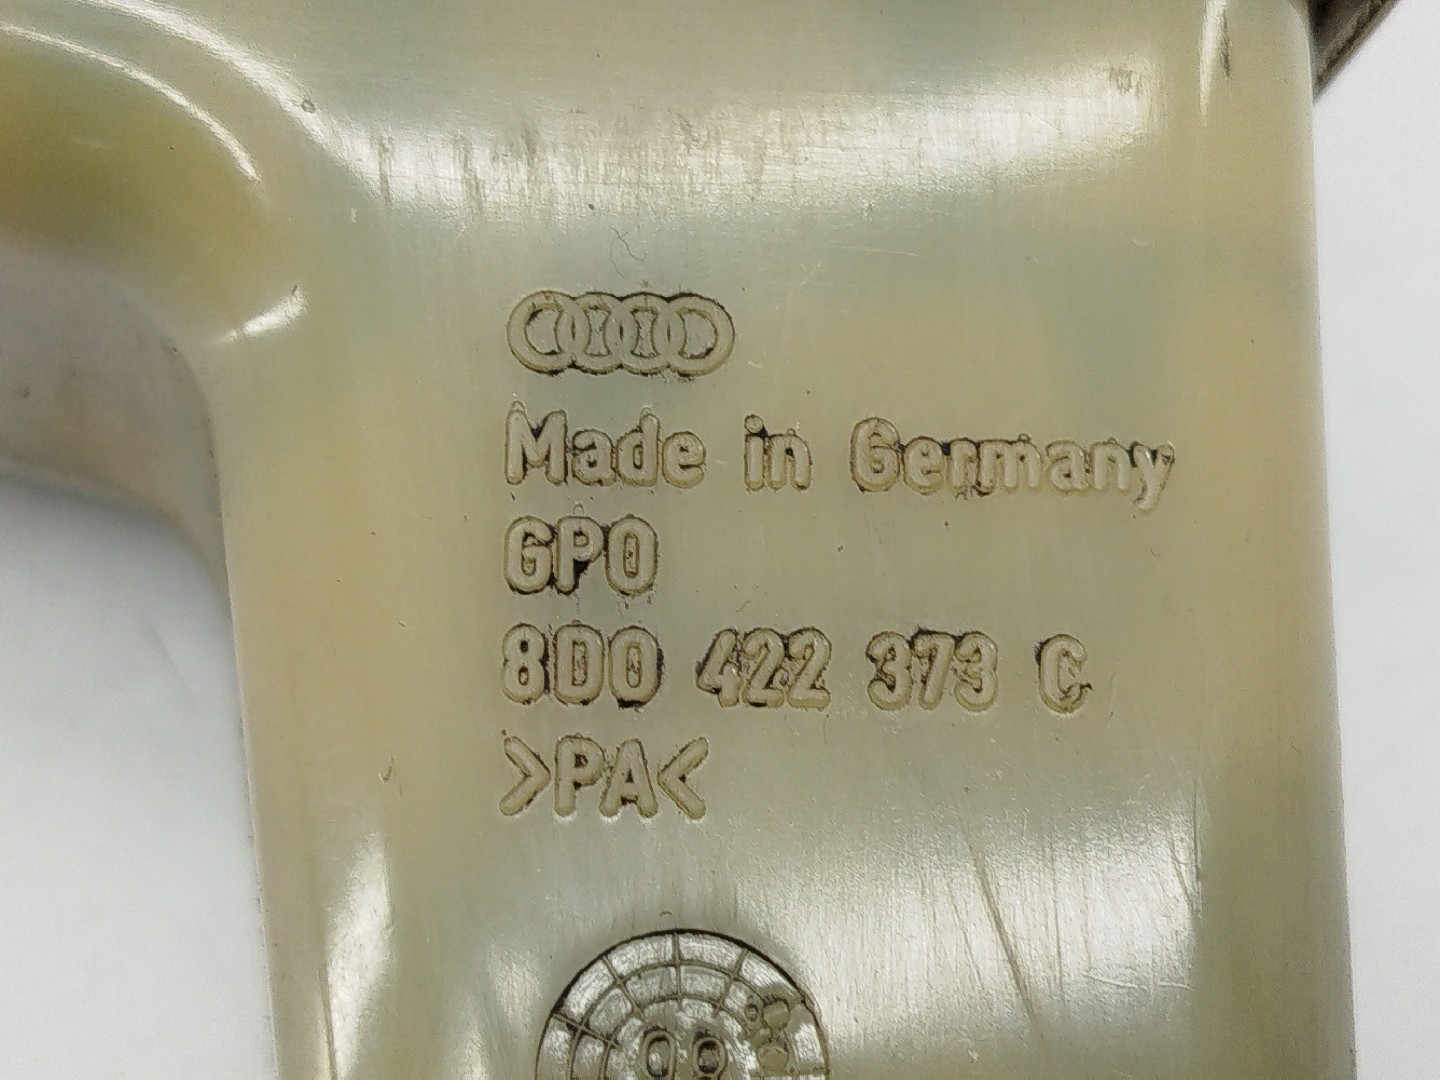 Made in Germany
GPO
8D0 422 373 C
>PA<